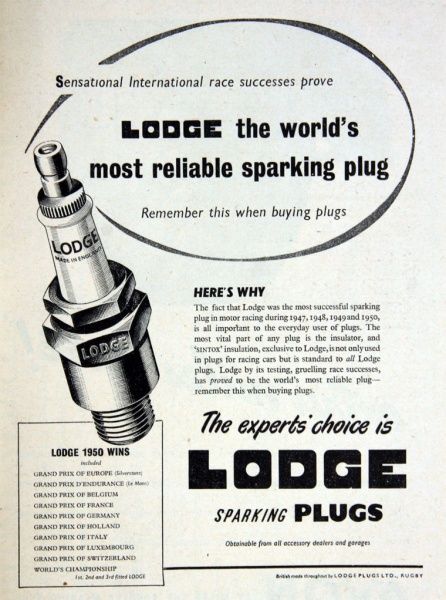 Sensational International race successes prove
LODGE the world's
most reliable sparking plug
Remember this when buying plugs
LODGE
MADE IN ENGLAND
LODGE
HERE'S WHY
The fact that Lodge was the most successful sparking
plug in motor racing during 1947, 1948, 1949 and 1950,
is all important to the everyday user of plugs. The
most vital part of any plug is the insulator, and
'SINTOX' insulation, exclusive to Lodge, is not only used
in plugs for racing cars but is standard to all Lodge
plugs. Lodge by its testing, gruelling race successes,
has proved to be the world's most reliable plug—
remember this when buying plugs.
The experts' choice is
LODGE
SPARKING PLUGS
Obtainable from all accessory dealers and garages
LODGE 1950 WINS
included
GRAND PRIX OF EUROPE (Silverstone)
GRAND PRIX D'ENDURANCE (Le Mans)
GRAND PRIX OF BELGIUM
GRAND PRIX OF FRANCE
GRAND PRIX OF GERMANY
GRAND PRIX OF HOLLAND
GRAND PRIX OF ITALY
GRAND PRIX OF LUXEMBOURG
GRAND PRIX OF SWITZERLAND
WORLD'S CHAMPIONSHIP
1st, 2nd and 3rd fitted LODGE
British made throughout by LODGE PLUGS LTD., RUGBY